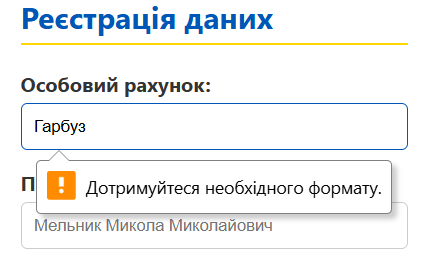 Реєстрація даних
Особовий рахунок:
Гарбуз
Дотримуйтеся необхідного формату.
Мельник Микола Миколайович